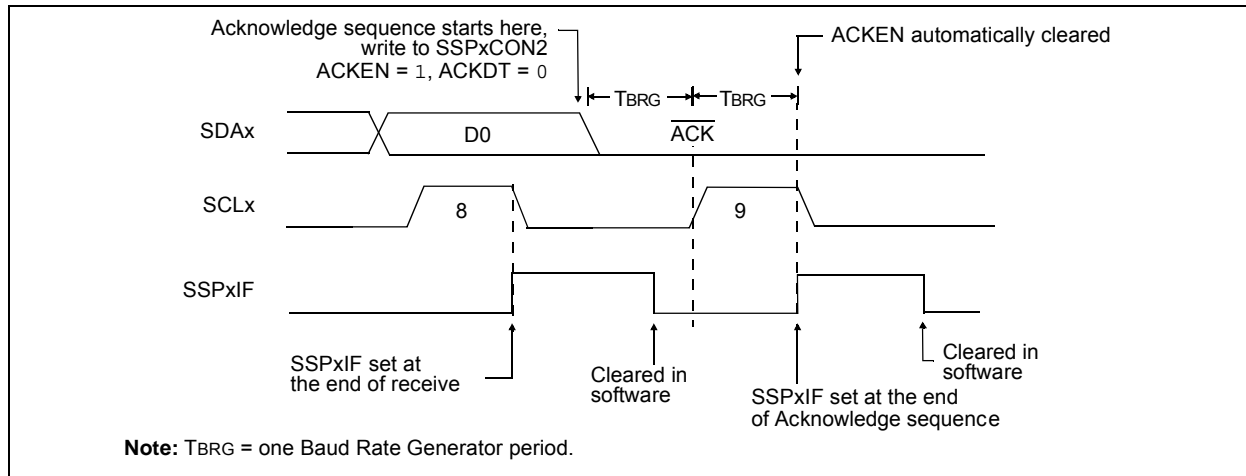 Acknowledge sequence starts here,
write to SSPxCON2
ACKEN = 1, ACKDT = 0
ACKEN automatically cleared
TBRG
TBRG
SDAx
D0
ACK
SCLx
8
9
SSPxIF
SSPxIF set at
the end of receive
Cleared in
software
SSPxIF set at the end
of Acknowledge sequence
Cleared in
software
Note: TBRG = one Baud Rate Generator period.